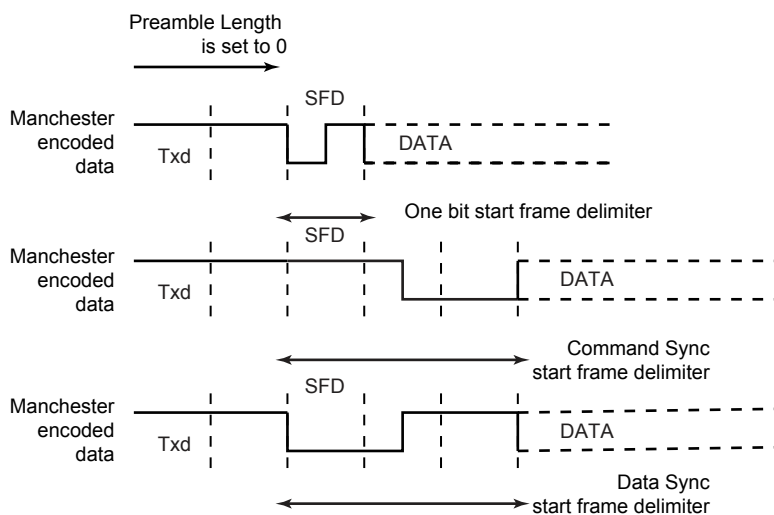 Preamble Length
is set to 0
SFD
Manchester
encoded
data
Txd
DATA
One bit start frame delimiter
SFD
Manchester
encoded
data
Txd
DATA
Command Sync
start frame delimiter
SFD
Manchester
encoded
data
Txd
DATA
Data Sync
start frame delimiter